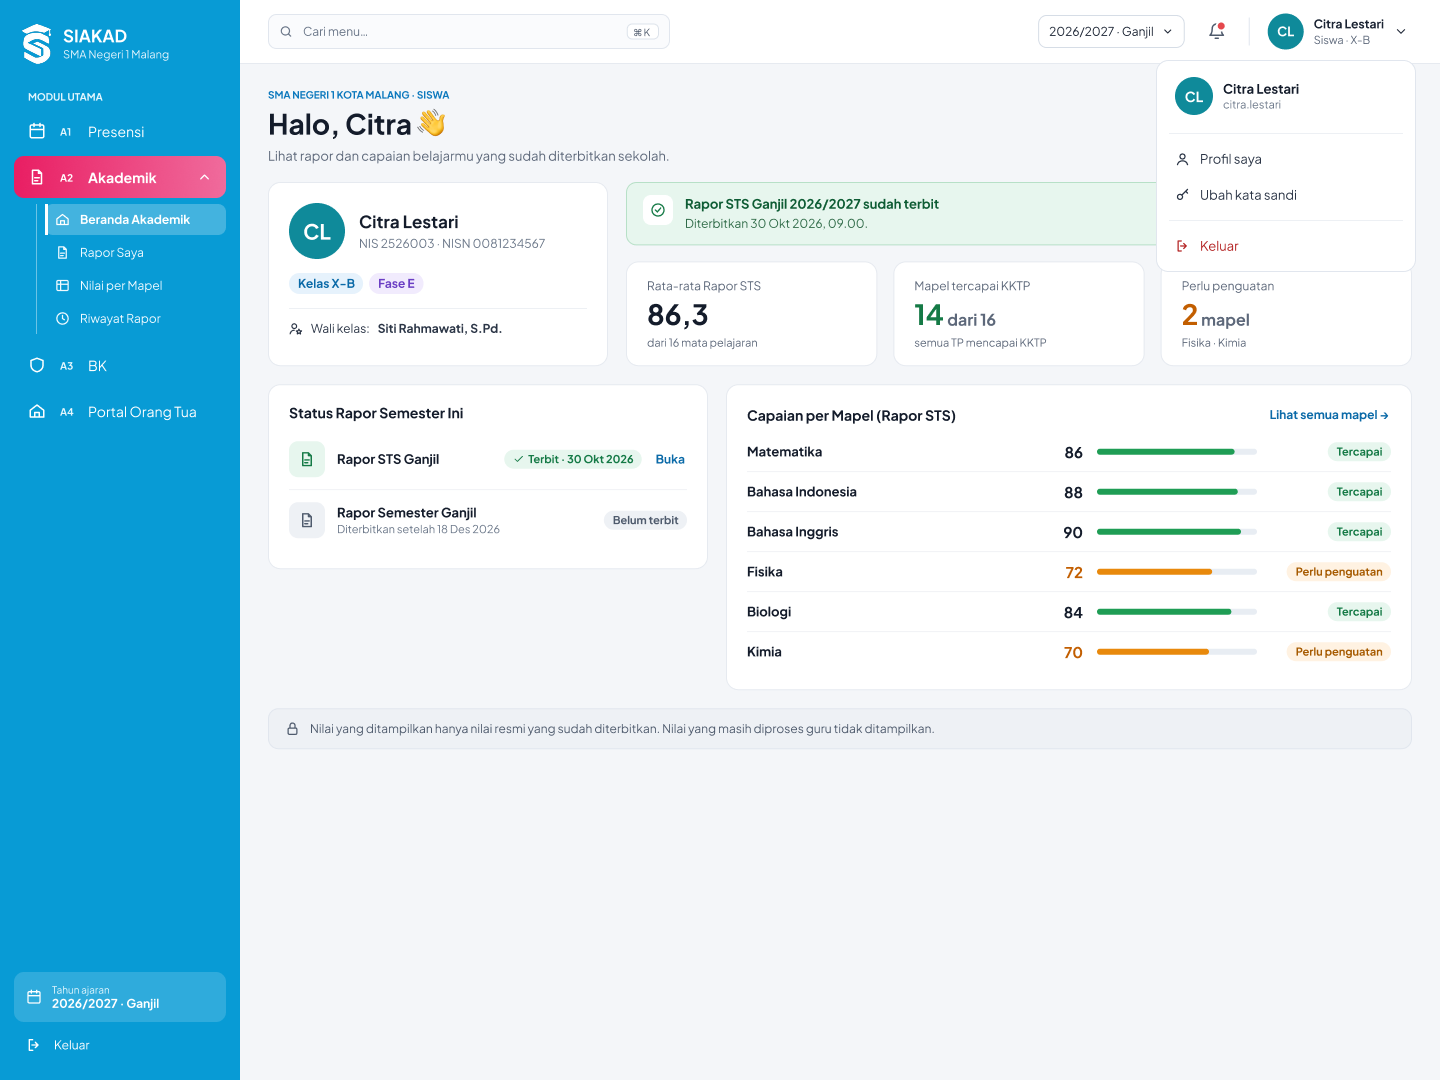 SIAKAD
SMA Negeri 1 Malang
MODUL UTAMA
A1 Presensi
A2 Akademik
Beranda Akademik
Rapor Saya
Nilai per Mapel
Riwayat Rapor
A3 BK
A4 Portal Orang Tua
Tahun ajaran
2026/2027 · Ganjil
Keluar
Cari menu...
⌘ K
2026/2027 · Ganjil
CL
Citra Lestari
Siswa · X-B
CL
Citra Lestari
citra.lestari
Profil saya
Ubah kata sandi
Keluar
SMA NEGERI 1 KOTA MALANG · SISWA
Halo, Citra 👋
Lihat rapor dan capaian belajarmu yang sudah diterbitkan sekolah.
CL
Citra Lestari
NIS 2526003 · NISN 0081234567
Kelas X-B Fase E
Wali kelas: Siti Rahmawati, S.Pd.
Rapor STS Ganjil 2026/2027 sudah terbit
Diterbitkan 30 Okt 2026, 09.00.
Rata-rata Rapor STS
86,3
dari 16 mata pelajaran
Mapel tercapai KKTP
14 dari 16
semua TP mencapai KKTP
Perlu penguatan
2 mapel
Fisika · Kimia
Status Rapor Semester Ini
Rapor STS Ganjil
Terbit · 30 Okt 2026
Buka
Rapor Semester Ganjil
Diterbitkan setelah 18 Des 2026
Belum terbit
Capaian per Mapel (Rapor STS)
Lihat semua mapel →
Matematika 86 Tercapai
Bahasa Indonesia 88 Tercapai
Bahasa Inggris 90 Tercapai
Fisika 72 Perlu penguatan
Biologi 84 Tercapai
Kimia 70 Perlu penguatan
Nilai yang ditampilkan hanya nilai resmi yang sudah diterbitkan. Nilai yang masih diproses guru tidak ditampilkan.